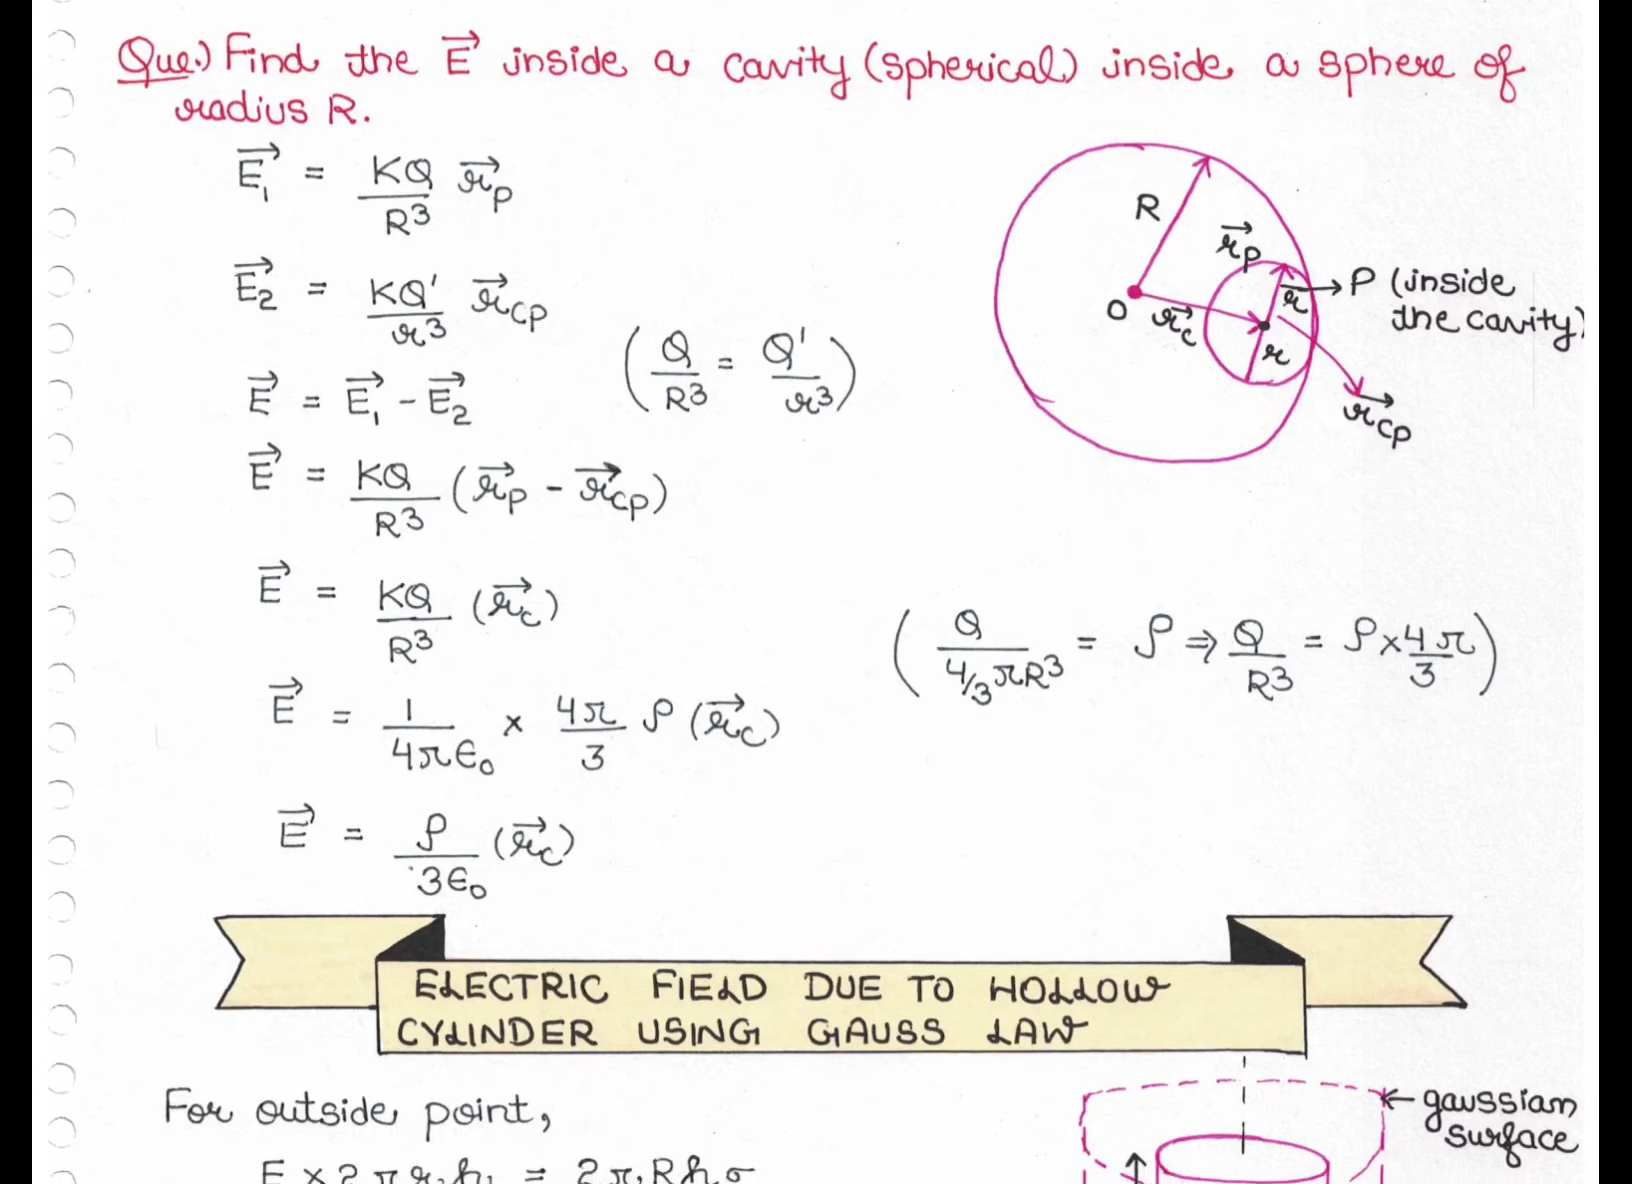 Que.) Find the E⃗ inside a cavity (spherical) inside a sphere of
radius R.
E⃗₁ = KQ/R³ r⃗p
E⃗₂ = KQ'/r³ r⃗cp
(Q/R³ = Q'/r³)
E⃗ = E⃗₁ - E⃗₂
E⃗ = KQ/R³ (r⃗p - r⃗cp)
E⃗ = KQ/R³ (r⃗c)
(Q/(4/3 πR³) = ρ ⇒ Q/R³ = ρ × 4π/3)
E⃗ = 1/4πε₀ × 4π/3 ρ (r⃗c)
E⃗ = ρ/3ε₀ (r⃗c)
R
r⃗p
r
P (inside
the cavity)
O
r⃗c
r
r⃗cp
ELECTRIC FIELD DUE TO HOLLOW
CYLINDER USING GAUSS LAW
For outside point,
E × 2πrh = 2πRhσ
gaussian
surface